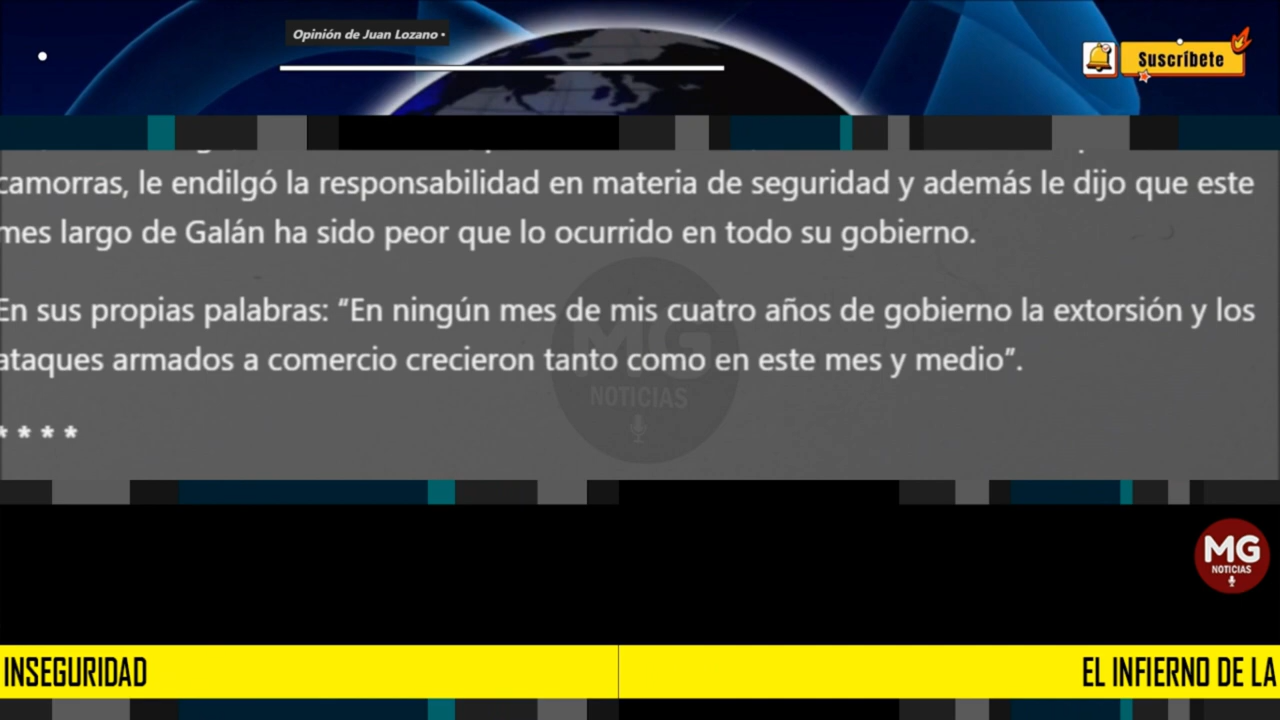 Opinión de Juan Lozano •
Suscríbete
camorras, le endilgó la responsabilidad en materia de seguridad y además le dijo que este
mes largo de Galán ha sido peor que lo ocurrido en todo su gobierno.
En sus propias palabras: “En ningún mes de mis cuatro años de gobierno la extorsión y los
ataques armados a comercio crecieron tanto como en este mes y medio”.
* * * *
MG
NOTICIAS
MG
NOTICIAS
INSEGURIDAD
EL INFIERNO DE LA